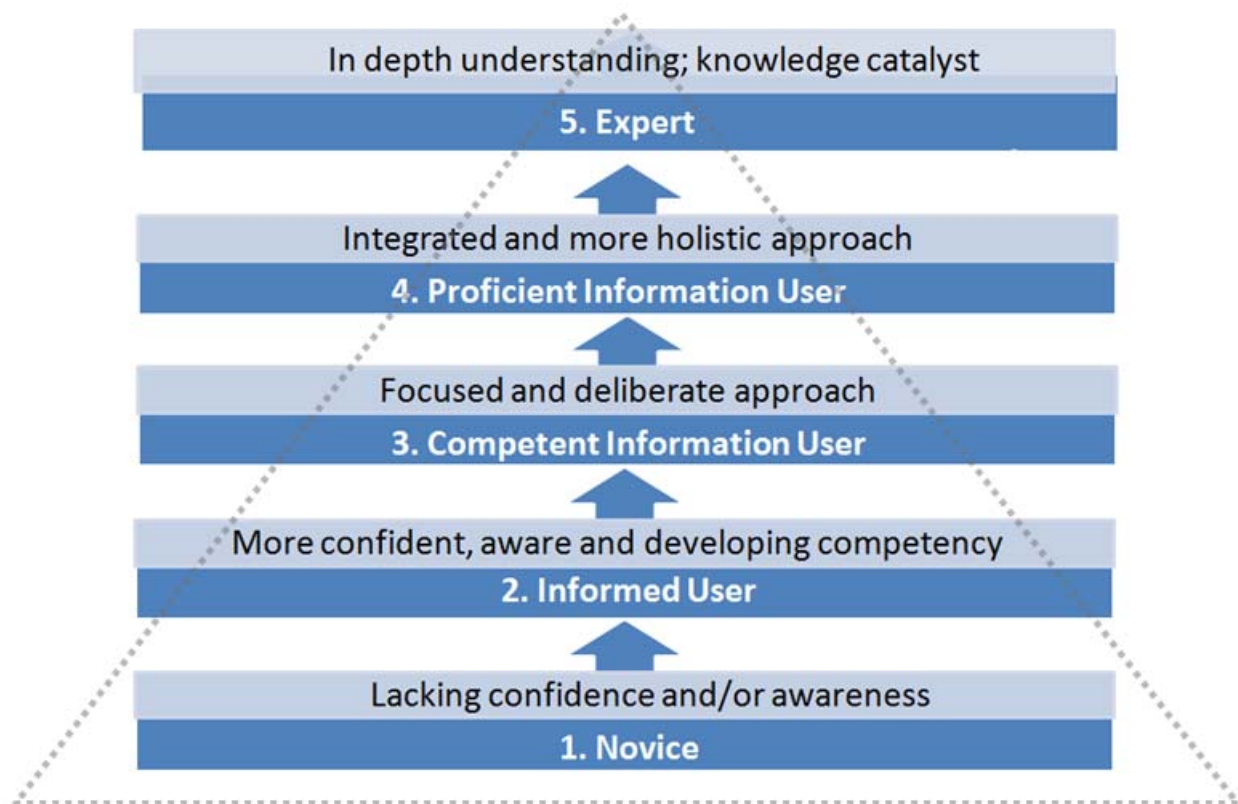 In depth understanding; knowledge catalyst
5. Expert
Integrated and more holistic approach
4. Proficient Information User
Focused and deliberate approach
3. Competent Information User
More confident, aware and developing competency
2. Informed User
Lacking confidence and/or awareness
1. Novice